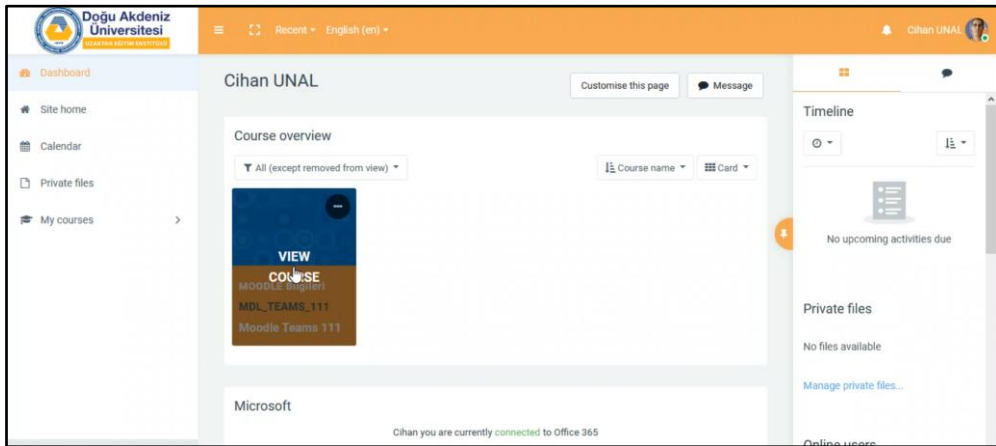 Doğu Akdeniz
Üniversitesi
UZAKTAN EĞİTİM ENSTİTÜSÜ
Recent
English (en)
Cihan UNAL
Dashboard
Site home
Calendar
Private files
My courses
Cihan UNAL
Customise this page
Message
Course overview
All (except removed from view)
Course name
Card
VIEW
COURSE
MOODLE Bilgileri
MDL_TEAMS_111
Moodle Teams 111
Microsoft
Cihan you are currently connected to Office 365
Timeline
No upcoming activities due
Private files
No files available
Manage private files...
Online users